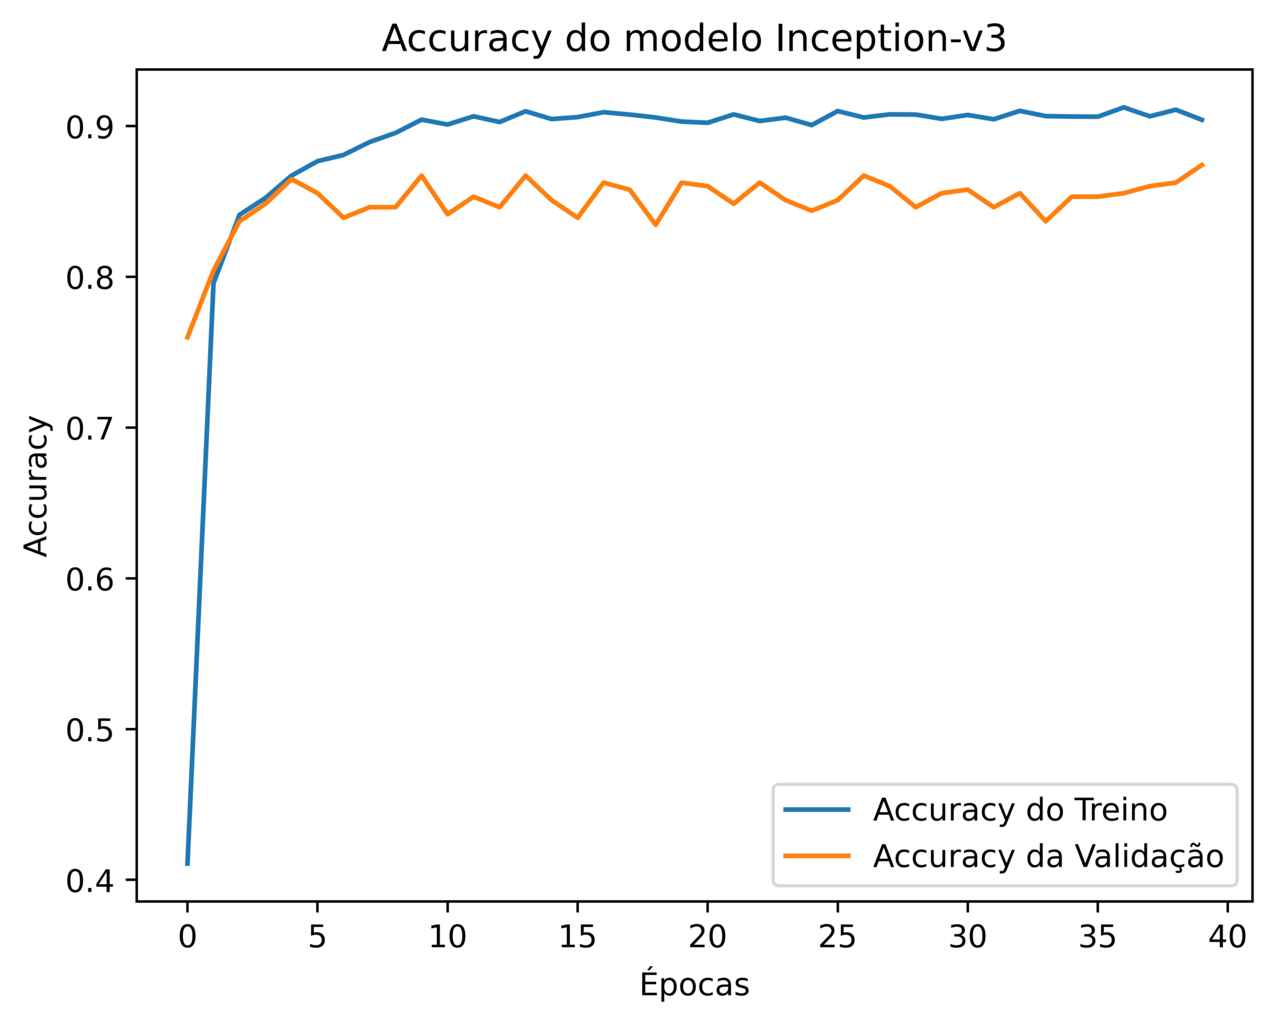 Accuracy do modelo Inception-v3
Accuracy
0.9
0.8
0.7
0.6
0.5
0.4
0 5 10 15 20 25 30 35 40
Épocas
Accuracy do Treino
Accuracy da Validação